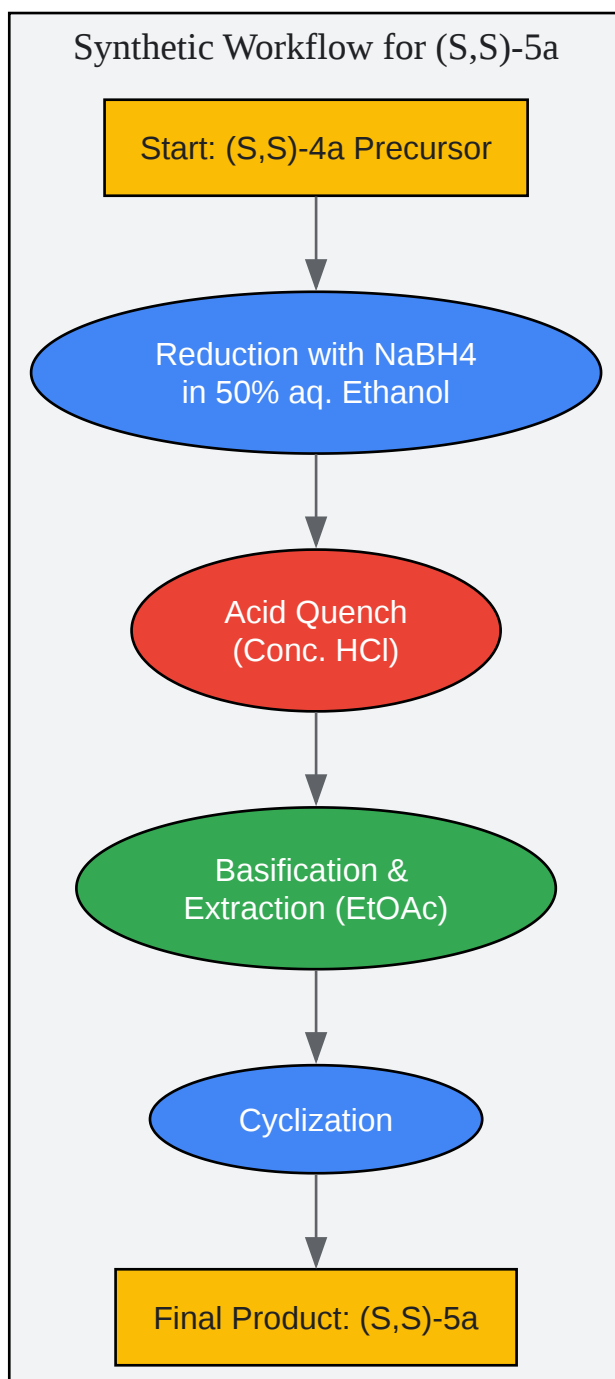 Synthetic Workflow for (S,S)-5a
Start: (S,S)-4a Precursor
Reduction with NaBH4
in 50% aq. Ethanol
Acid Quench
(Conc. HCl)
Basification &
Extraction (EtOAc)
Cyclization
Final Product: (S,S)-5a